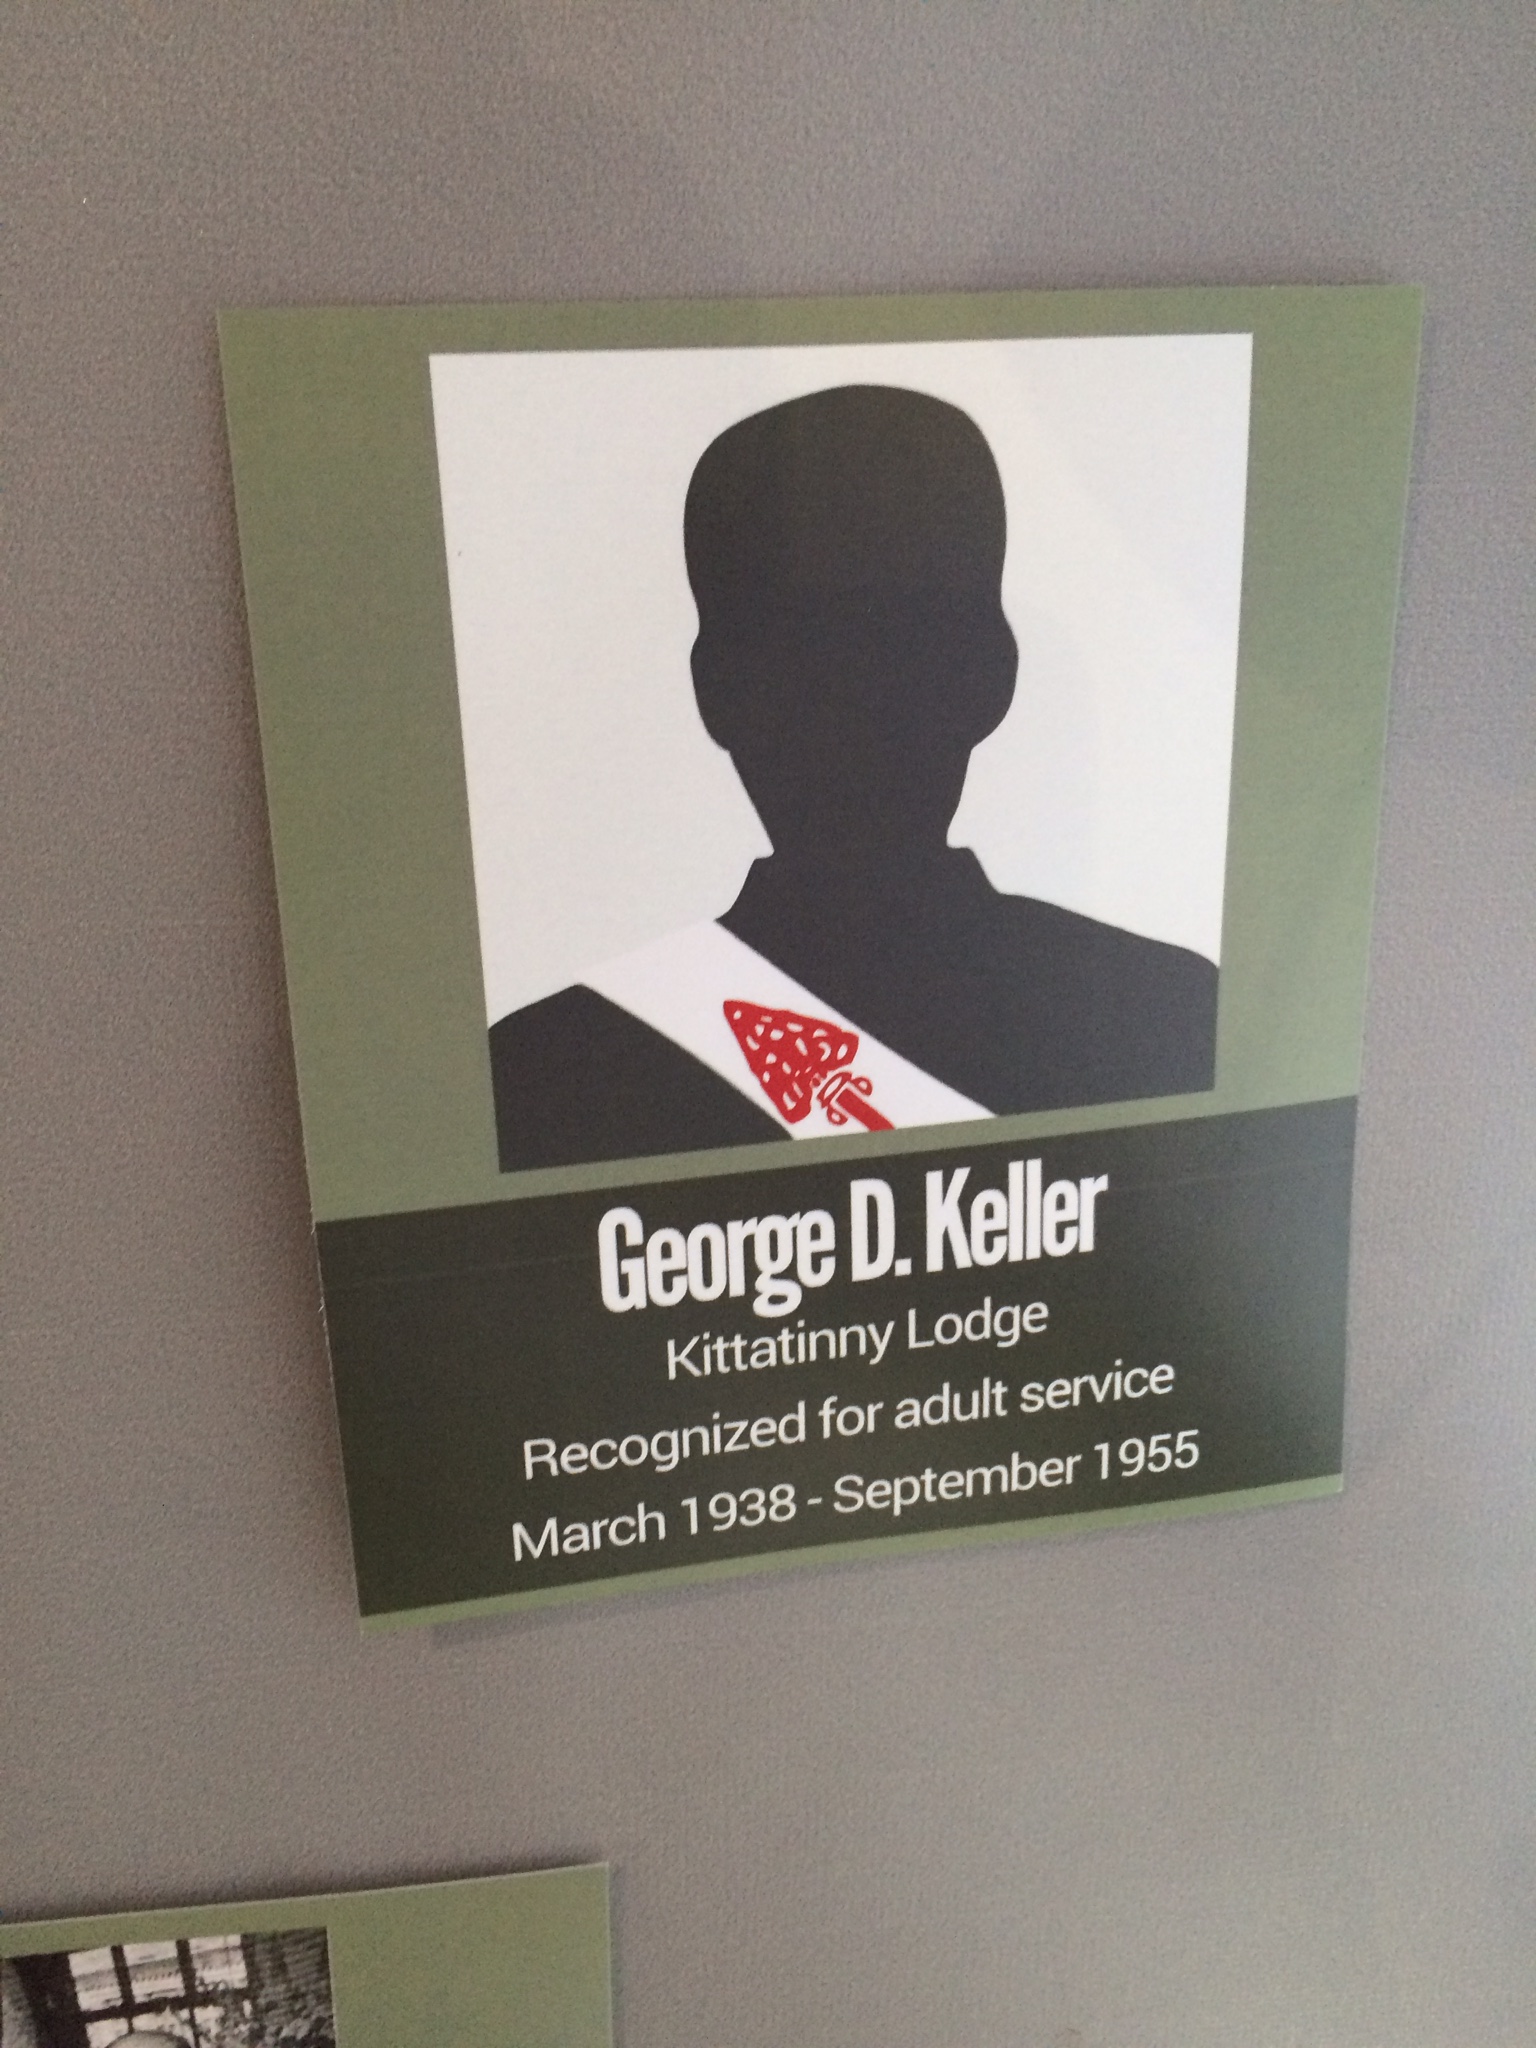 George D. Keller
Kittatinny Lodge
Recognized for adult service
March 1938 - September 1955